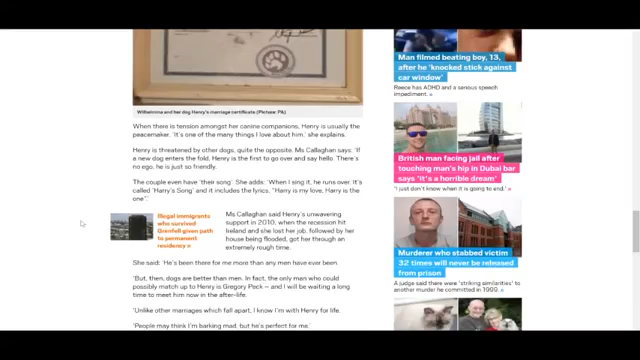 Wilhelmina and her dog Henry's marriage certificate (Picture: PA)
When there is tension amongst her canine companions, Henry is usually the
peacemaker. 'It's one of the many things I love about him.' she explains.
Henry is threatened by other dogs, quite the opposite. Ms Callaghan says: 'If
a new dog enters the fold, Henry is the first to go over and say hello. There's
no ego, he is just so friendly.
The couple even have 'their song'. She adds: 'When I sing it, he runs over. It's
called 'Harry's Song' and it includes the lyrics, "Harry is my love, Harry is the
one".'
Illegal immigrants
who survived
Grenfell given path
to permanent
residency »
Ms Callaghan said Henry's unwavering
support in 2010, when the recession hit
Ireland and she lost her job, followed by her
house being flooded, got her through an
extremely rough time.
She said: 'He's been there for me more than any men have ever been.
'But, then, dogs are better than men. In fact, the only man who could
possibly match up to Henry is Gregory Peck – and I will be waiting a long
time to meet him now in the after-life.
'Unlike other marriages which fall apart, I know I'm with Henry for life.
'People may think I'm barking mad, but he's perfect for me.'
Man filmed beating boy, 13,
after he 'knocked stick against
car window'
Reece has ADHD and a serious speech
impediment. »
British man facing jail after
touching man's hip in Dubai bar
says 'it's a horrible dream'
'I just don't know when it is going to end.' »
Murderer who stabbed victim
32 times will never be released
from prison
A judge said there were 'striking similarities' to
another murder he committed in 1999. »